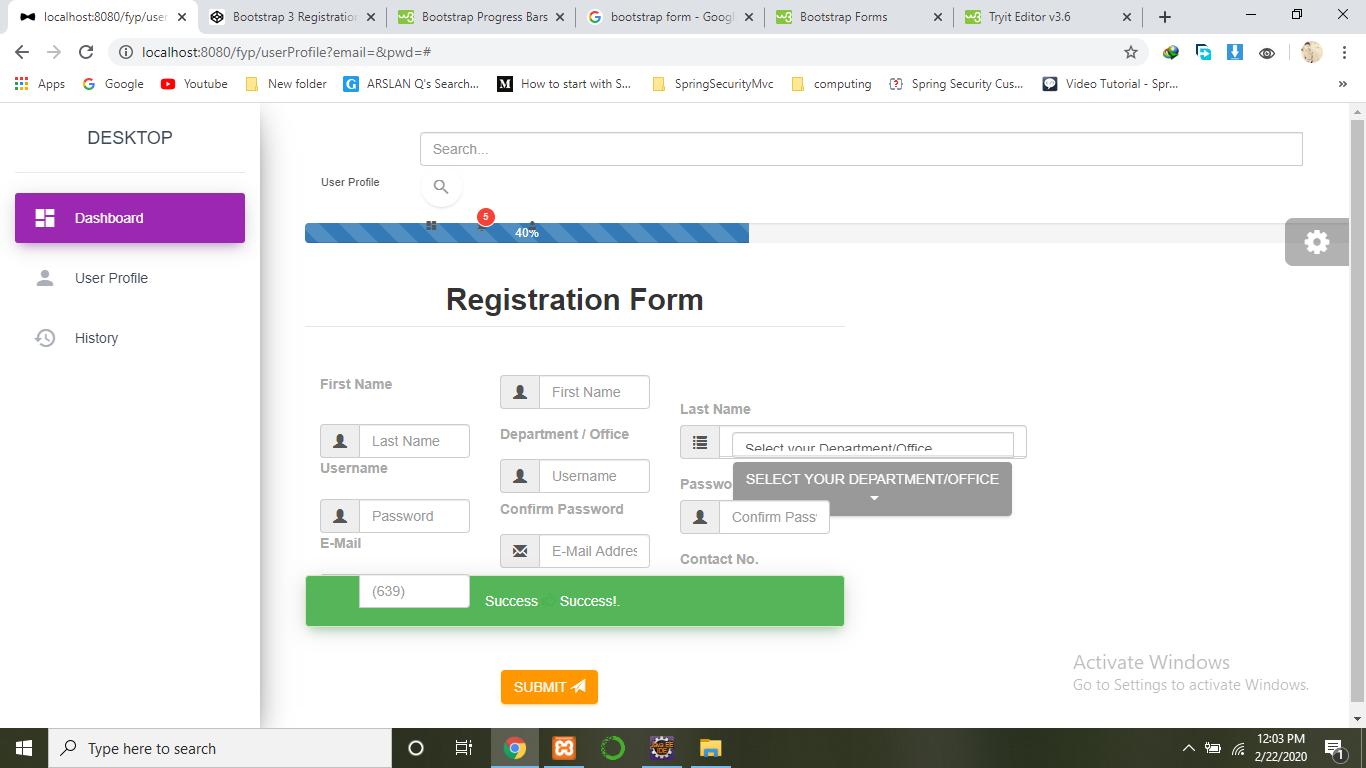 localhost:8080/fyp/user
Bootstrap 3 Registration
Bootstrap Progress Bars
bootstrap form - Googl
Bootstrap Forms
Tryit Editor v3.6
localhost:8080/fyp/userProfile?email=&pwd=#
Apps
Google
Youtube
New folder
ARSLAN Q's Search...
How to start with S...
SpringSecurityMvc
computing
Spring Security Cus...
Video Tutorial - Spr...
DESKTOP
Dashboard
User Profile
History
Search...
User Profile
5
40%
Registration Form
First Name
First Name
Last Name
Last Name
Department / Office
Select your Department/Office
Username
Username
Passwo
SELECT YOUR DEPARTMENT/OFFICE
Password
Confirm Password
Confirm Pass
E-Mail
E-Mail Addres
Contact No.
(639)
Success Success!.
SUBMIT
Activate Windows
Go to Settings to activate Windows.
Type here to search
12:03 PM
2/22/2020
1